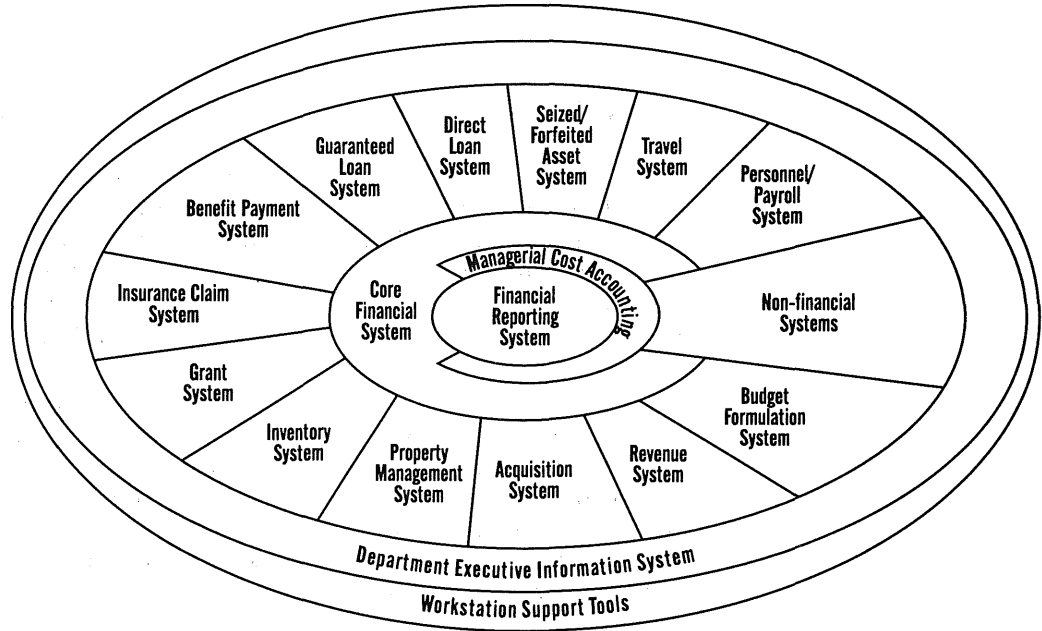 Seized/
Forfeited
Asset
System
Direct
Loan
System
Travel
System
Guaranteed
Loan
System
Personnel/
Payroll
System
Benefit Payment
System
Managerial Cost Accounting
Insurance Claim
System
Core
Financial
System
Financial
Reporting
System
Non-financial
Systems
Grant
System
Budget
Formulation
System
Inventory
System
Property
Management
System
Acquisition
System
Revenue
System
Department Executive Information System
Workstation Support Tools